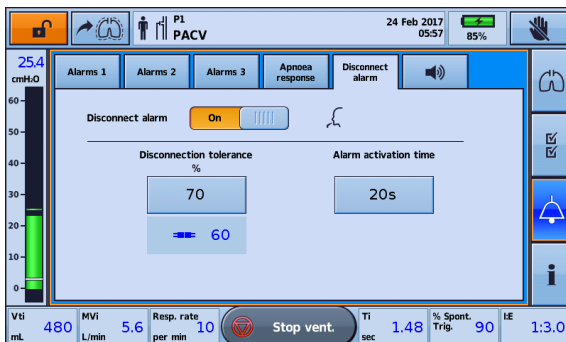 P1
PACV
24 Feb 2017
05:57
85%
25.4
cmH₂O
60
50
40
30
20
10
0
Alarms 1
Alarms 2
Alarms 3
Apnoea
response
Disconnect
alarm
Disconnect alarm
On
Disconnection tolerance
%
70
60
Alarm activation time
20s
i
Vti
480
mL
MVi
5.6
L/min
Resp. rate
10
per min
Stop vent.
Ti
1.48
sec
% Spont.
Trig.
90
I:E
1:3.0